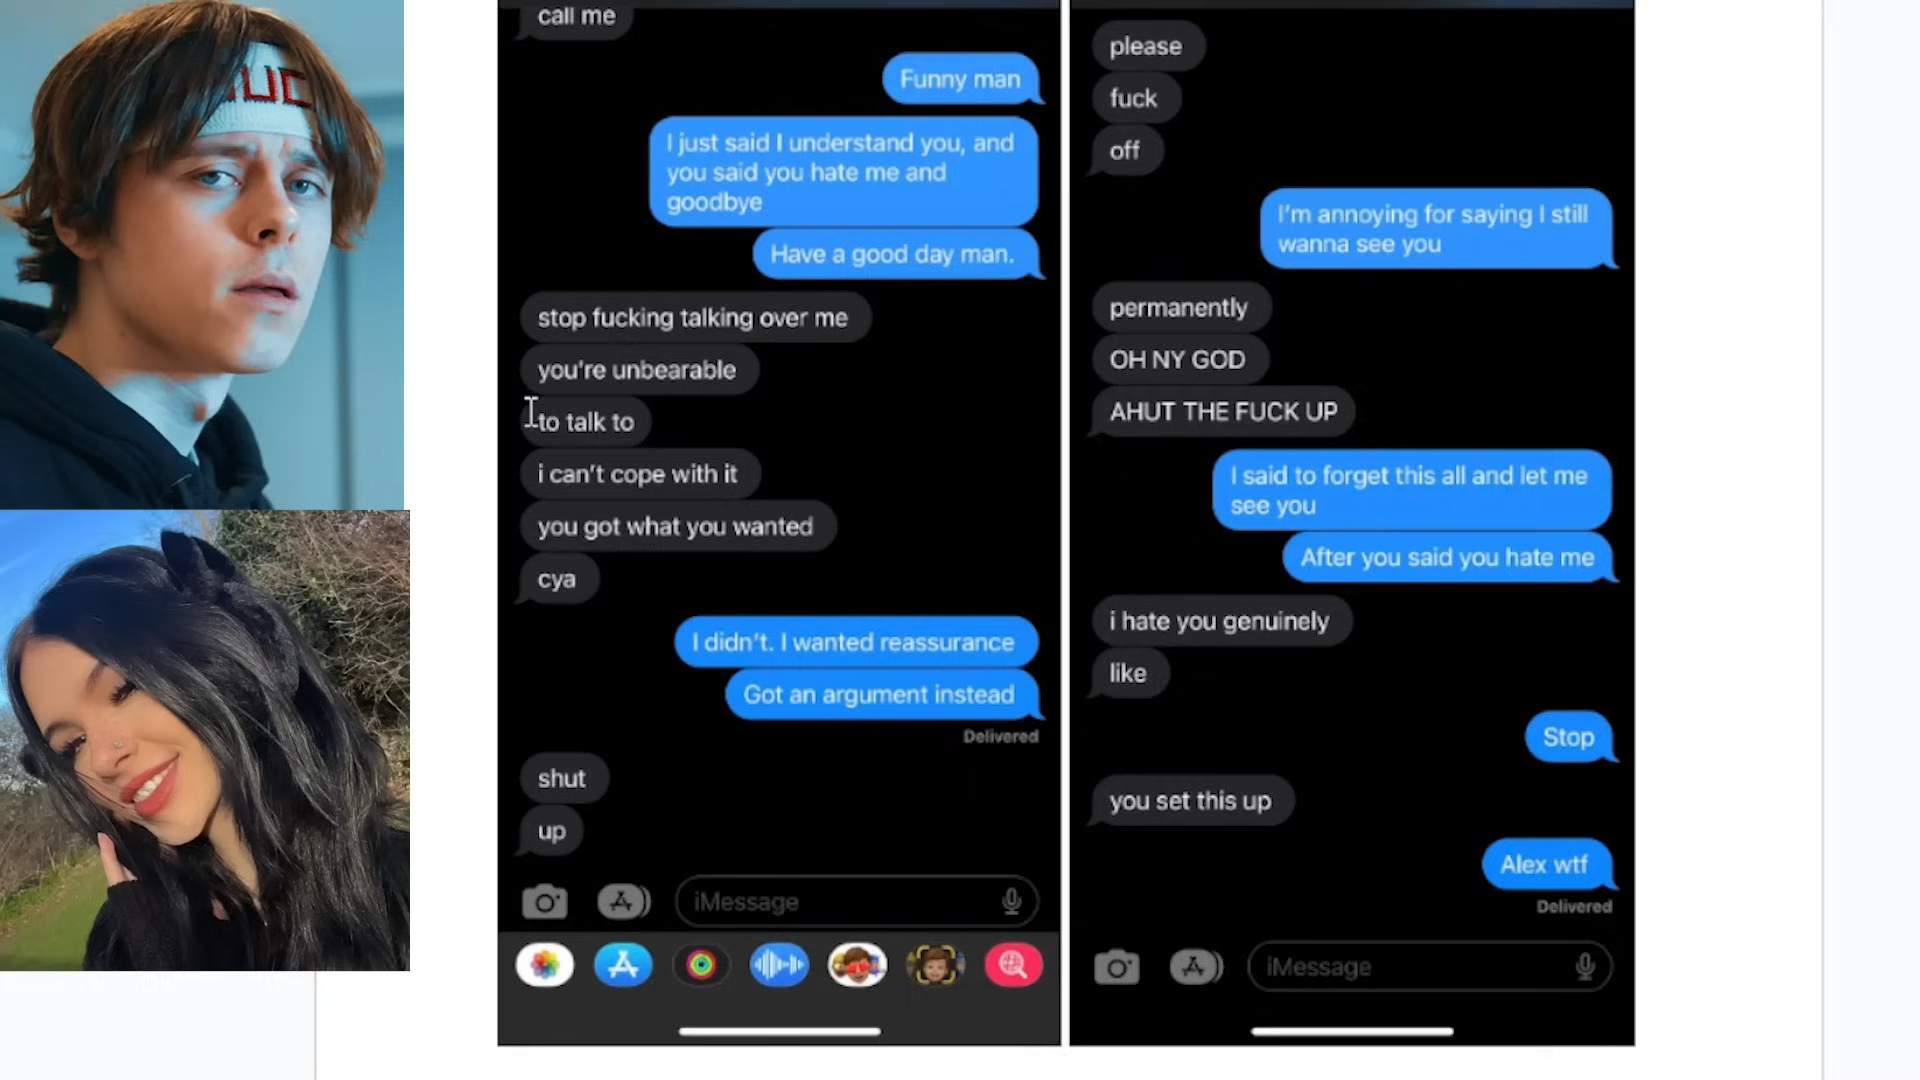 UC
call me
Funny man
I just said I understand you, and
you said you hate me and
goodbye
Have a good day man.
stop fucking talking over me
you're unbearable
to talk to
i can't cope with it
you got what you wanted
cya
I didn't. I wanted reassurance
Got an argument instead
Delivered
shut
up
iMessage
please
fuck
off
I'm annoying for saying I still
wanna see you
permanently
OH NY GOD
AHUT THE FUCK UP
I said to forget this all and let me
see you
After you said you hate me
i hate you genuinely
like
Stop
you set this up
Alex wtf
Delivered
iMessage